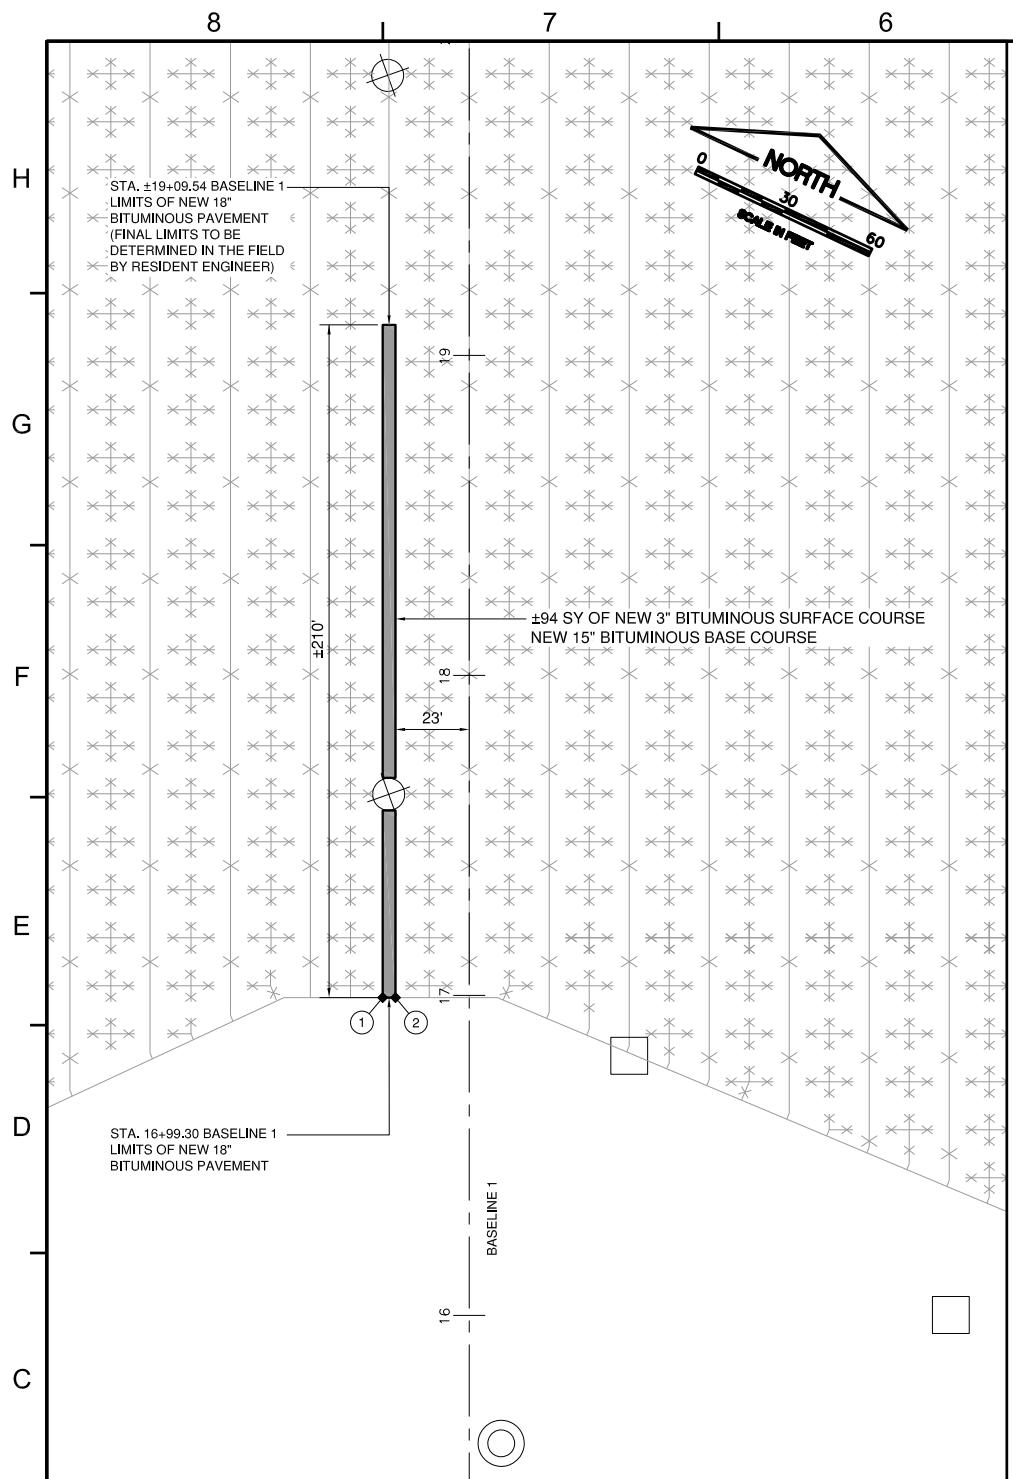 8
7
6
H
G
F
E
D
C
STA. ±19+09.54 BASELINE 1
LIMITS OF NEW 18"
BITUMINOUS PAVEMENT
(FINAL LIMITS TO BE
DETERMINED IN THE FIELD
BY RESIDENT ENGINEER)
NORTH
0
30
60
SCALE IN FEET
19
±210'
±94 SY OF NEW 3" BITUMINOUS SURFACE COURSE
NEW 15" BITUMINOUS BASE COURSE
18
23'
17
1
2
STA. 16+99.30 BASELINE 1
LIMITS OF NEW 18"
BITUMINOUS PAVEMENT
BASELINE 1
16